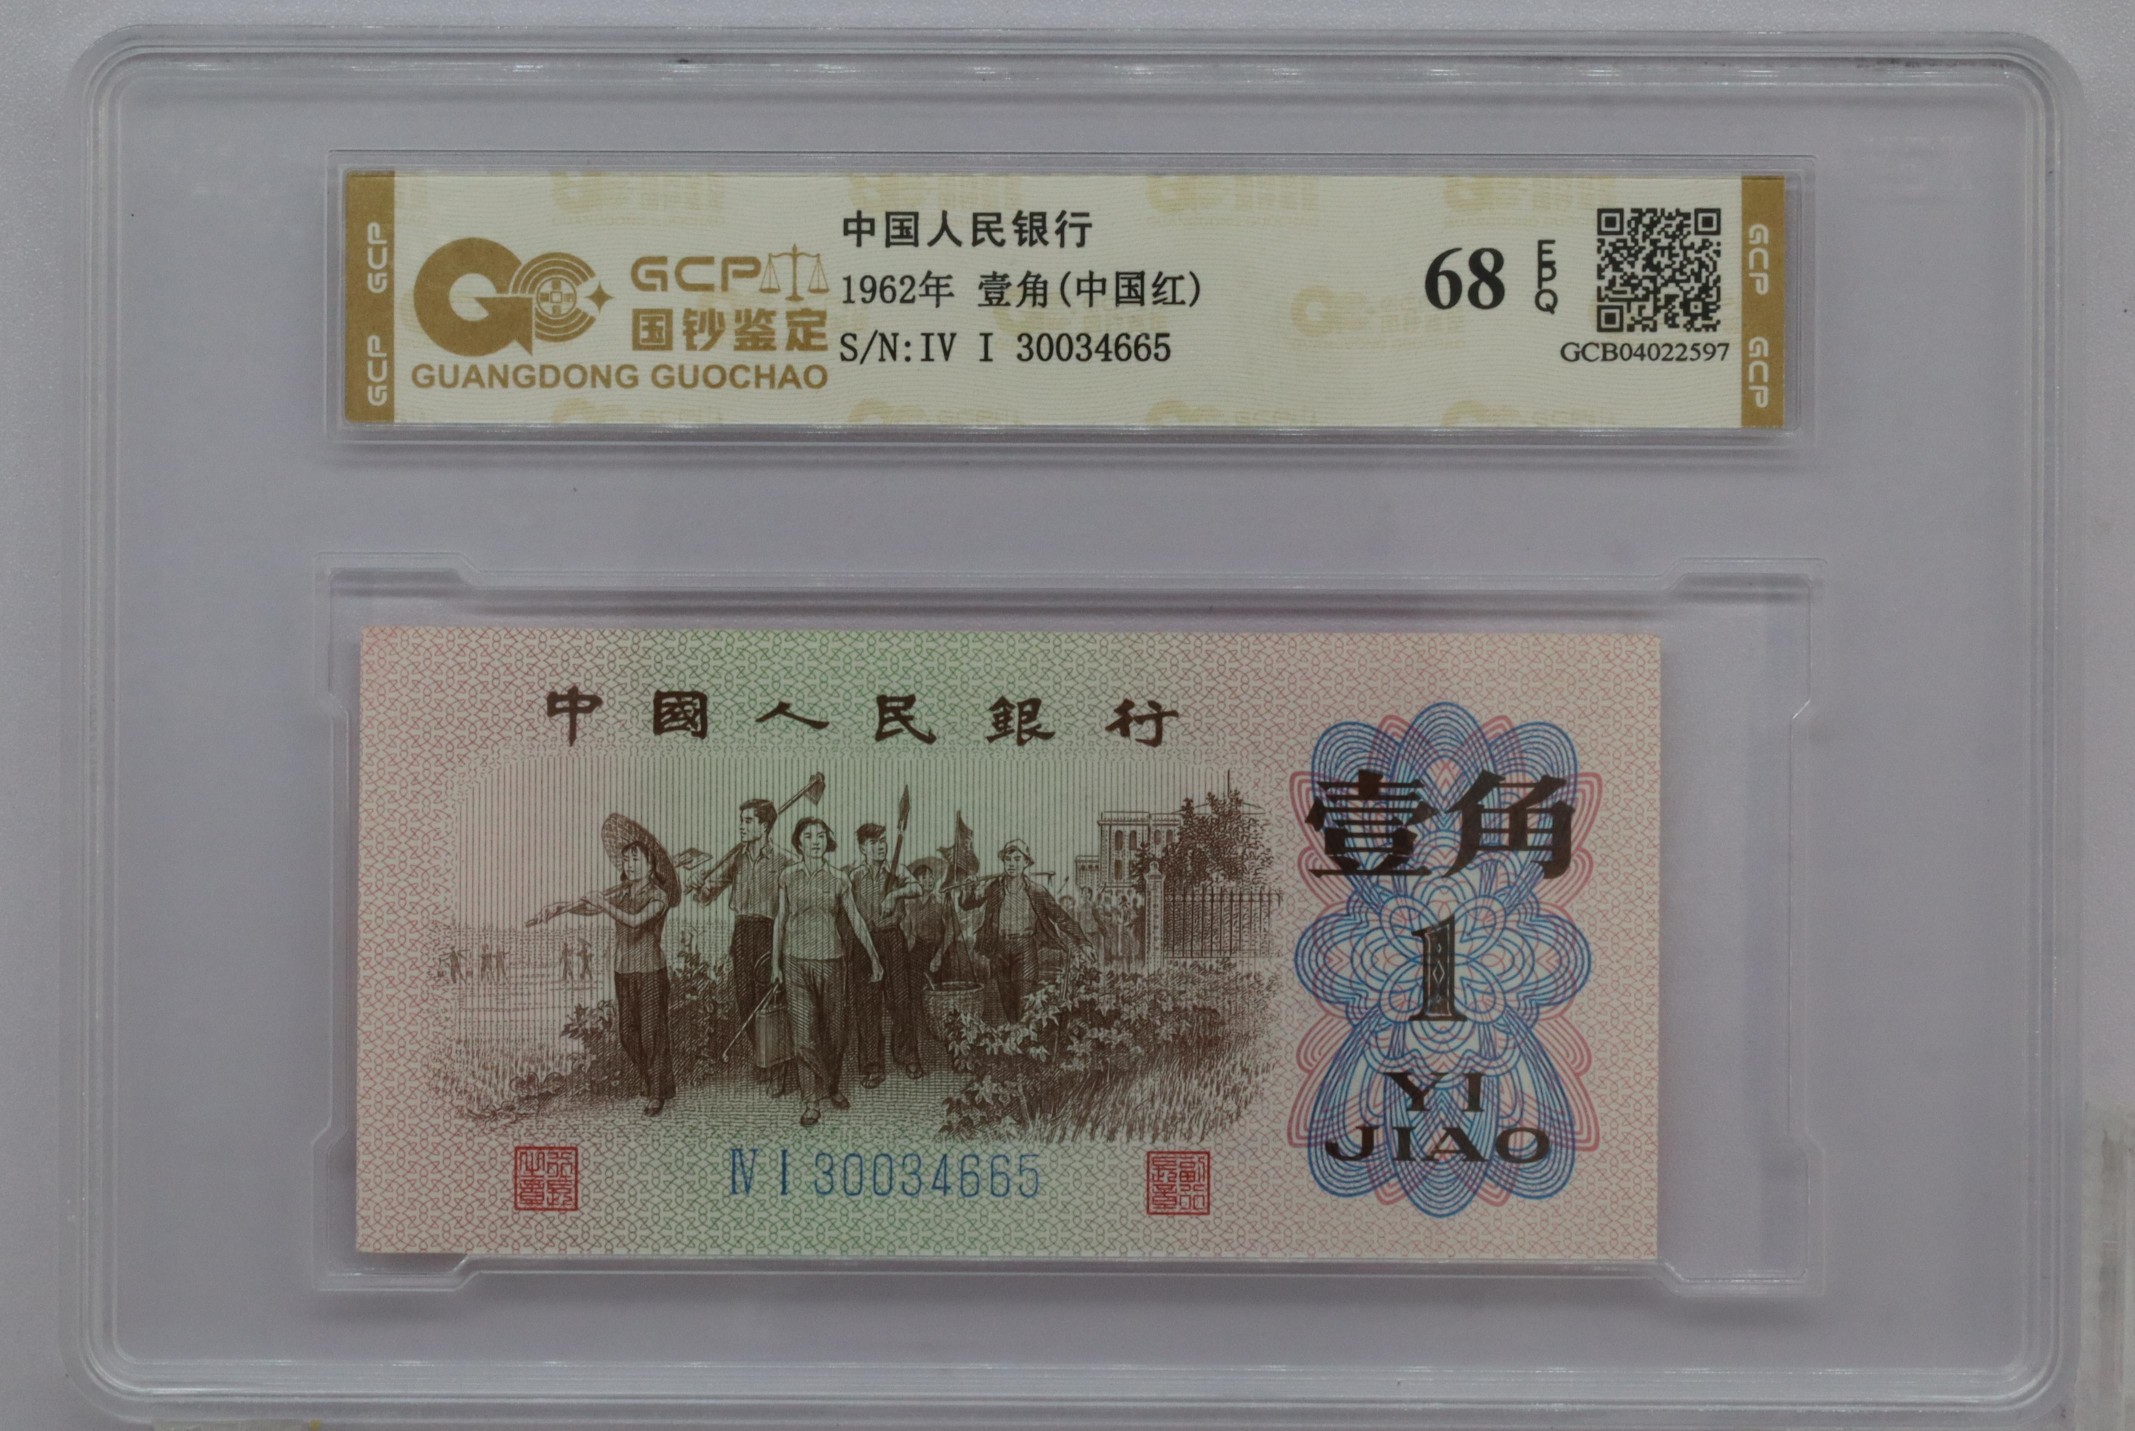 GCP
GCP
GCP
国钞鉴定
GUANGDONG GUOCHAO
中国人民银行
1962年 壹角(中国红)
S/N:IV I 30034665
68
EPQ
GCB04022597
GCP
GCP
中國人民銀行
壹角
1
YI
JIAO
IV I 30034665